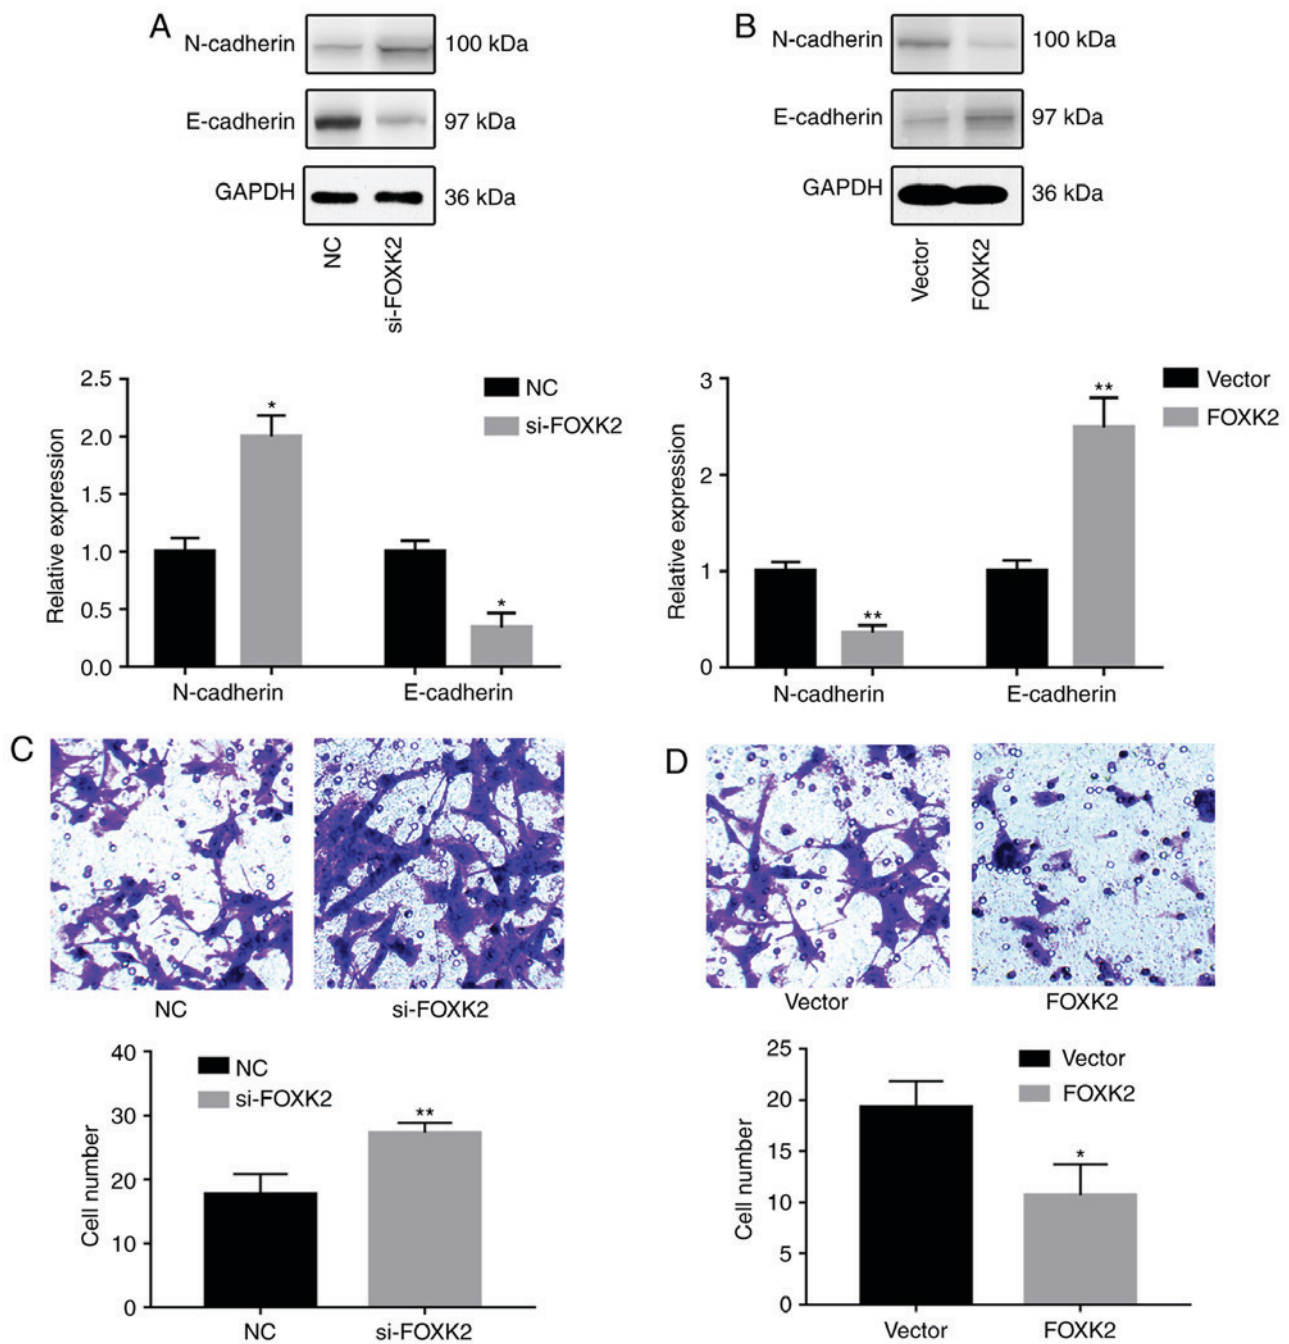 A
N-cadherin 100 kDa
E-cadherin 97 kDa
GAPDH 36 kDa
NC
si-FOXK2
B
N-cadherin 100 kDa
E-cadherin 97 kDa
GAPDH 36 kDa
Vector
FOXK2
Relative expression
2.5
2.0
1.5
1.0
0.5
0.0
NC
si-FOXK2
*
*
N-cadherin E-cadherin
Relative expression
3
2
1
0
Vector
FOXK2
**
**
N-cadherin E-cadherin
C
NC si-FOXK2
D
Vector FOXK2
Cell number
40
30
20
10
0
NC
si-FOXK2
**
NC si-FOXK2
Cell number
25
20
15
10
5
0
Vector
FOXK2
*
Vector FOXK2